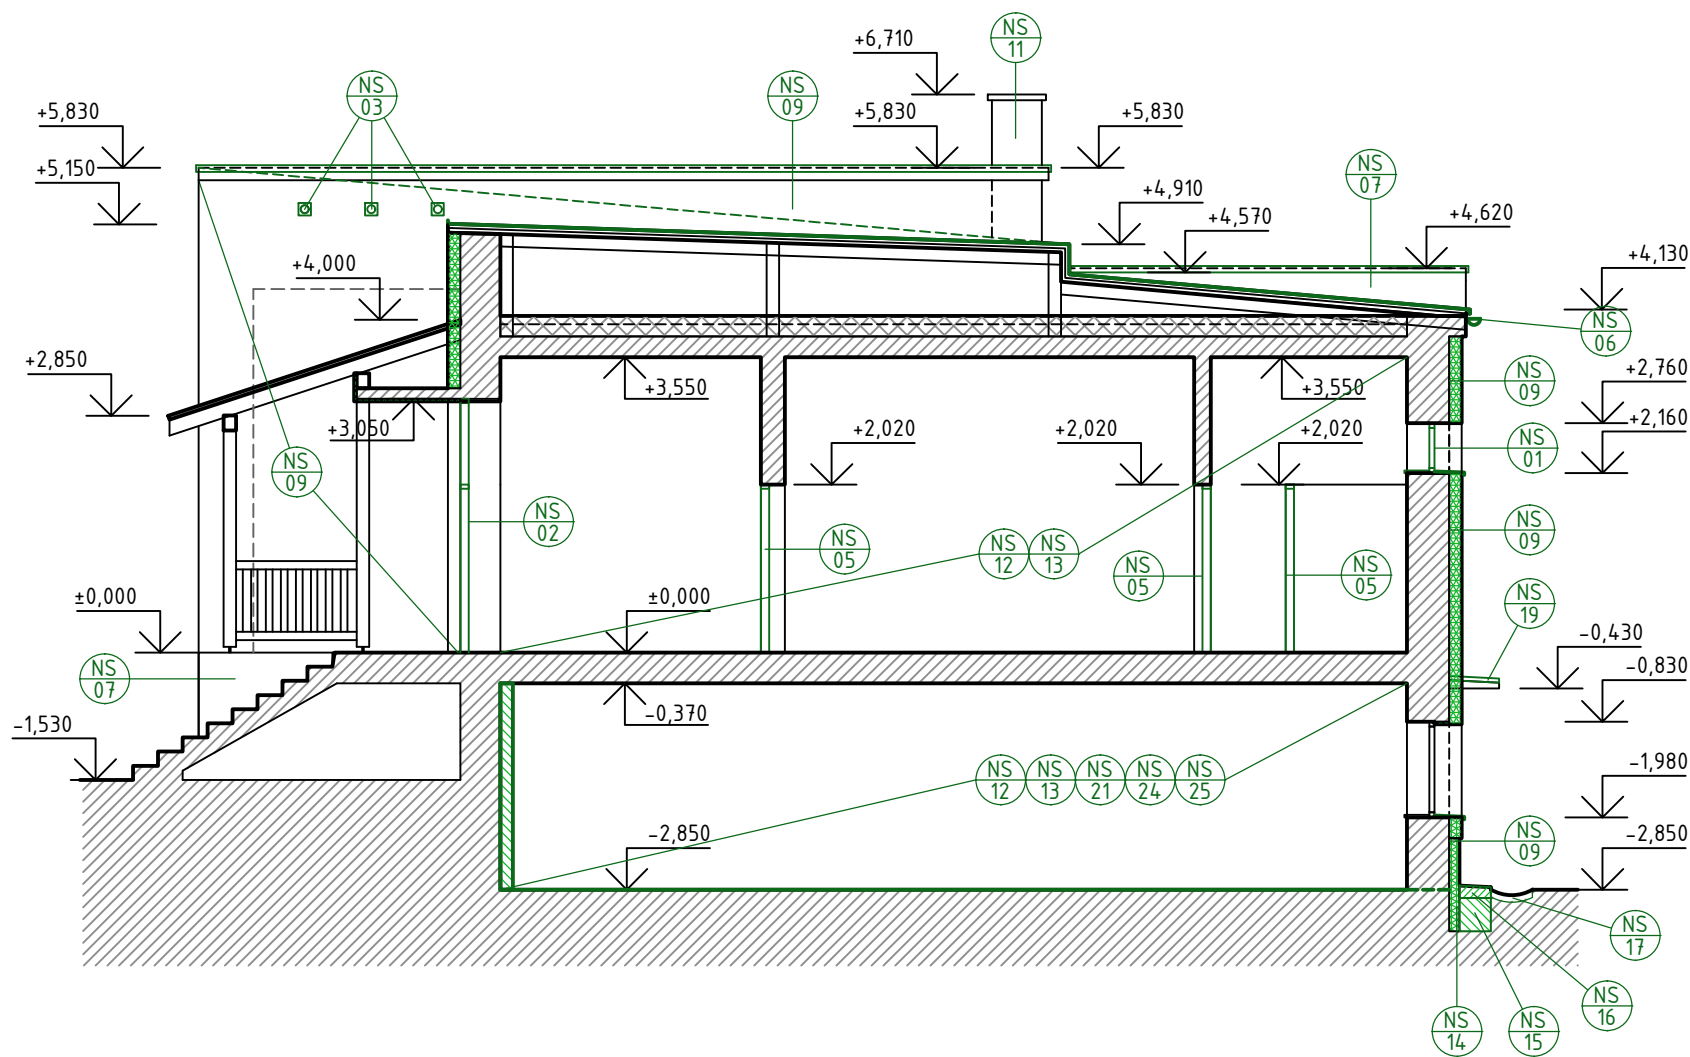 NS
11
+6,710
NS
03
NS
09
+5,830
+5,830
+5,830
+5,150
NS
07
+4,910
+4,570
+4,620
+4,000
+4,130
NS
06
+2,850
+3,550
+3,550
NS
09
+2,760
+3,050
+2,020
+2,020
+2,020
+2,160
NS
01
NS
09
NS
02
NS
05
NS
12
NS
13
NS
05
NS
05
NS
09
±0,000
±0,000
NS
19
-0,430
NS
07
-0,830
-1,530
-0,370
NS
12
NS
13
NS
21
NS
24
NS
25
-1,980
-2,850
NS
09
-2,850
NS
17
NS
16
NS
14
NS
15